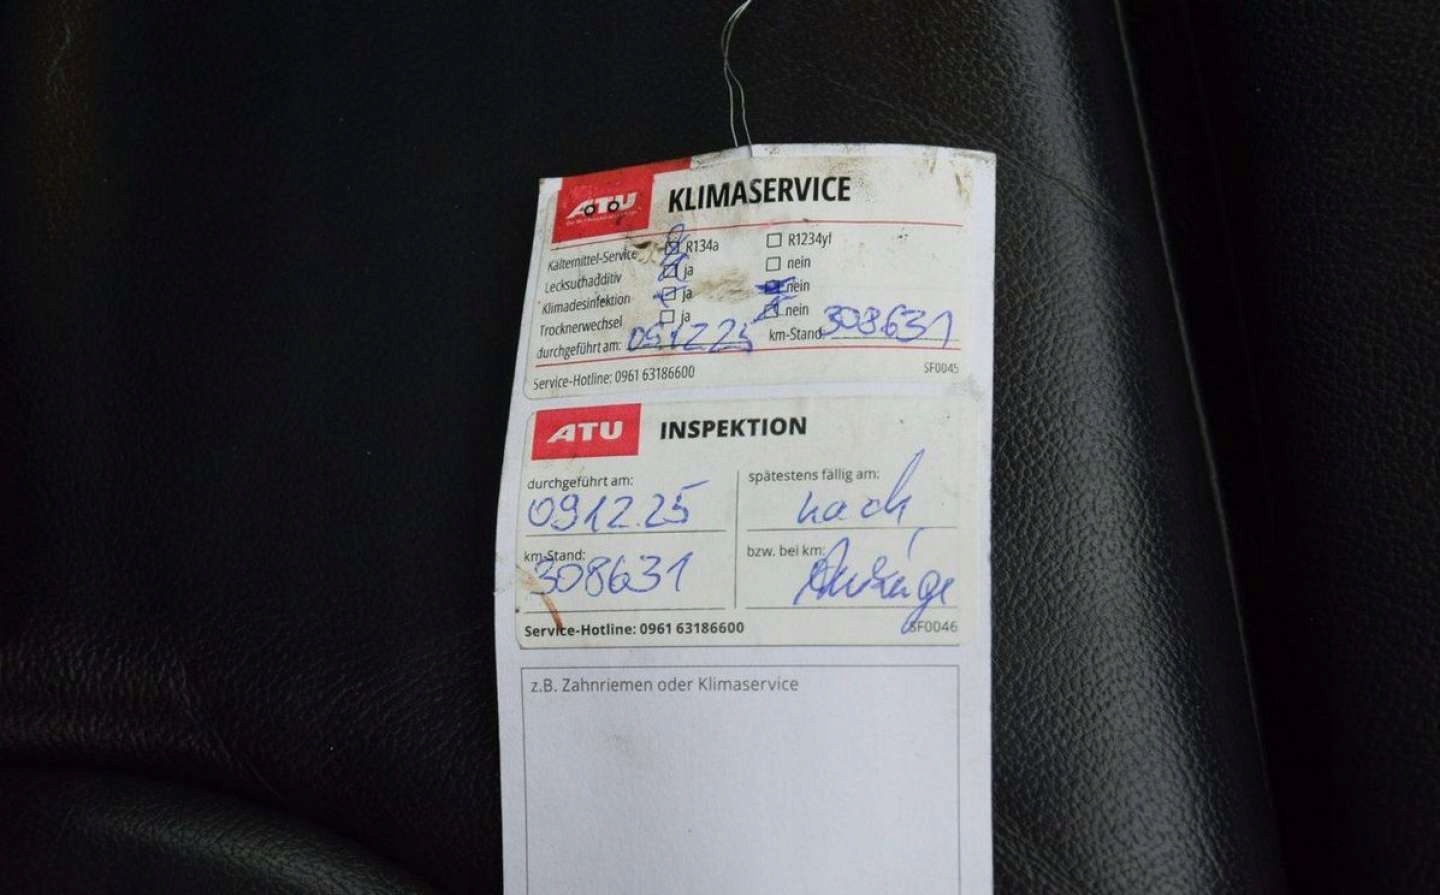 ATU KLIMASERVICE
Kältemittel-Service R134a R1234yf
Lecksuchadditiv ja nein
Klimadesinfektion ja nein
Trocknerwechsel ja nein
durchgeführt am: 09.12.25 km-Stand: 308631
Service-Hotline: 0961 63186600 SF0045
ATU INSPEKTION
durchgeführt am: spätestens fällig am:
09.12.25 nach
km-Stand: bzw. bei km:
308631 Anzeige
Service-Hotline: 0961 63186600 SF0046
z.B. Zahnriemen oder Klimaservice